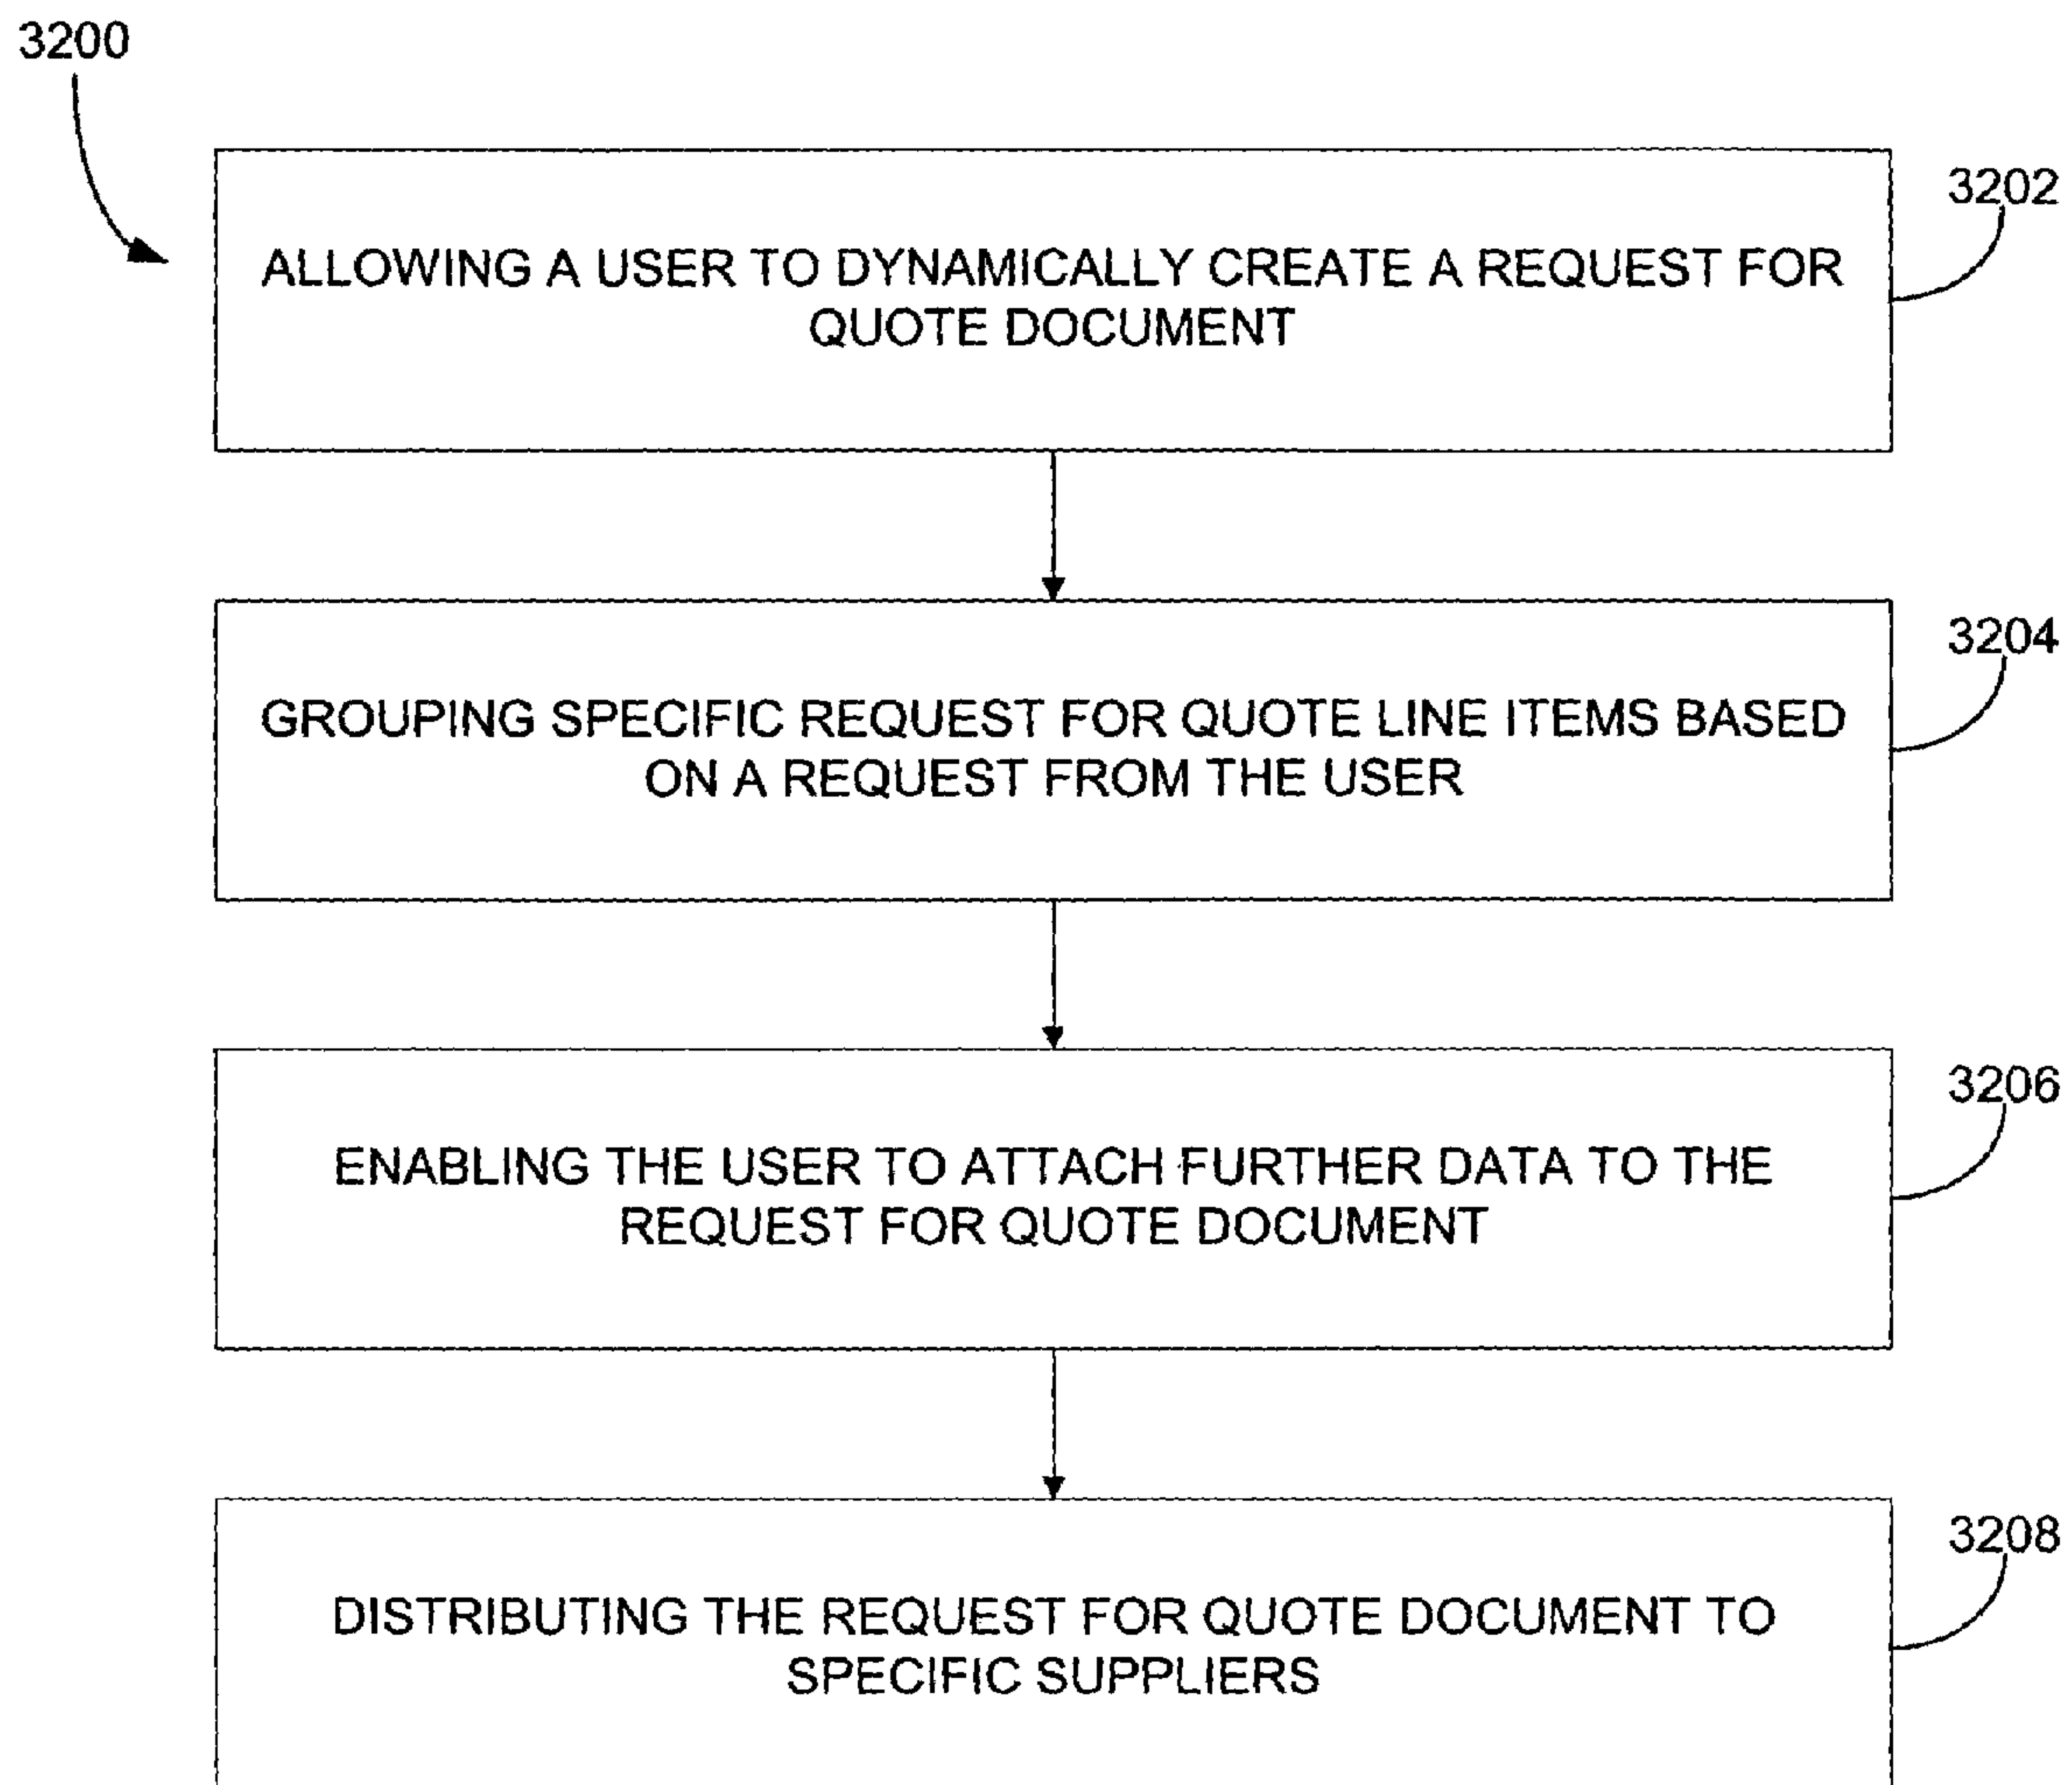 3200
3202
ALLOWING A USER TO DYNAMICALLY CREATE A REQUEST FOR
QUOTE DOCUMENT
3204
GROUPING SPECIFIC REQUEST FOR QUOTE LINE ITEMS BASED
ON A REQUEST FROM THE USER
3206
ENABLING THE USER TO ATTACH FURTHER DATA TO THE
REQUEST FOR QUOTE DOCUMENT
3208
DISTRIBUTING THE REQUEST FOR QUOTE DOCUMENT TO
SPECIFIC SUPPLIERS